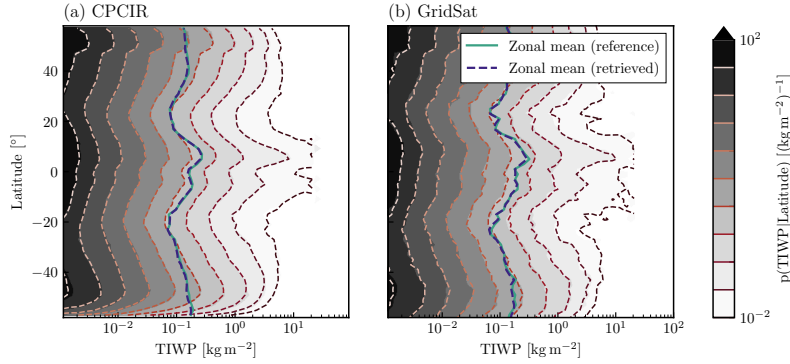 (a) CPCIR
(b) GridSat
Zonal mean (reference)
Zonal mean (retrieved)
Latitude [°]
40
20
0
−20
−40
10⁻² 10⁻¹ 10⁰ 10¹
TIWP [kg m⁻²]
10⁻² 10⁻¹ 10⁰ 10¹ 10²
TIWP [kg m⁻²]
10²
10⁻²
p(TIWP|Latitude) [(kg m⁻²)⁻¹]